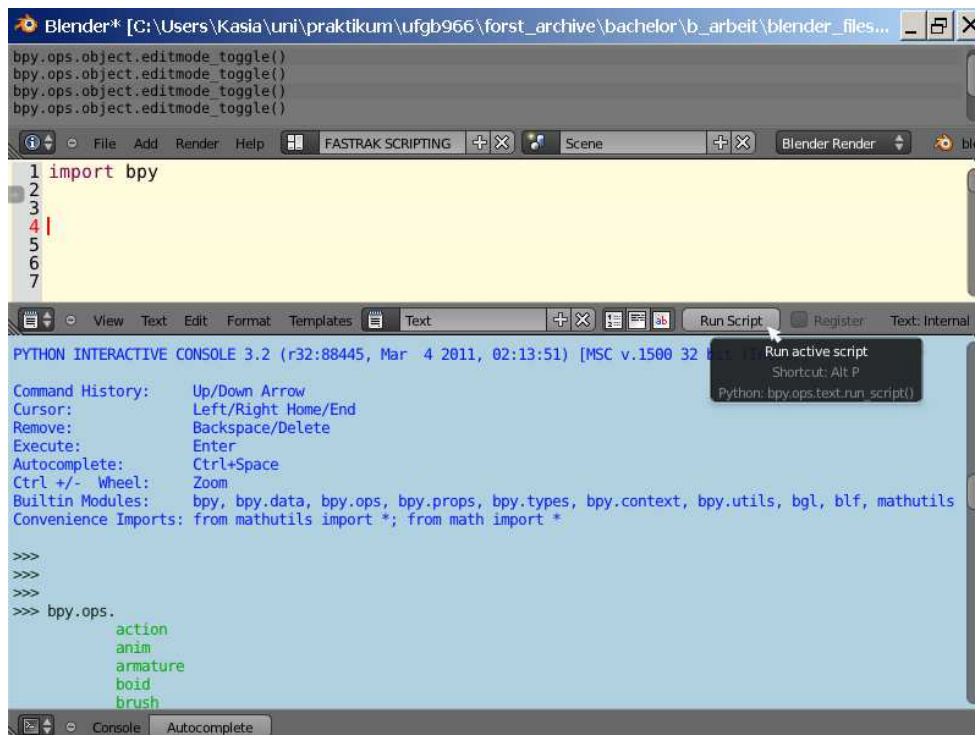 Blender* [C:\Users\Kasia\uni\praktikum\ufgb966\forst_archive\bachelor\b_arbeit\blender_files...
bpy.ops.object.editmode_toggle()
bpy.ops.object.editmode_toggle()
bpy.ops.object.editmode_toggle()
bpy.ops.object.editmode_toggle()
File Add Render Help FASTRAK SCRIPTING Scene Blender Render
1 import bpy
2
3
4
5
6
7
View Text Edit Format Templates Text Run Script Register Text: Internal
PYTHON INTERACTIVE CONSOLE 3.2 (r32:88445, Mar 4 2011, 02:13:51) [MSC v.1500 32
Run active script
Shortcut: Alt P
Python: bpy.ops.text.run_script()
Command History: Up/Down Arrow
Cursor: Left/Right Home/End
Remove: Backspace/Delete
Execute: Enter
Autocomplete: Ctrl+Space
Ctrl +/- Wheel: Zoom
Builtin Modules: bpy, bpy.data, bpy.ops, bpy.props, bpy.types, bpy.context, bpy.utils, bgl, blf, mathutils
Convenience Imports: from mathutils import *; from math import *
>>>
>>>
>>>
>>> bpy.ops.
action
anim
armature
boid
brush
Console Autocomplete